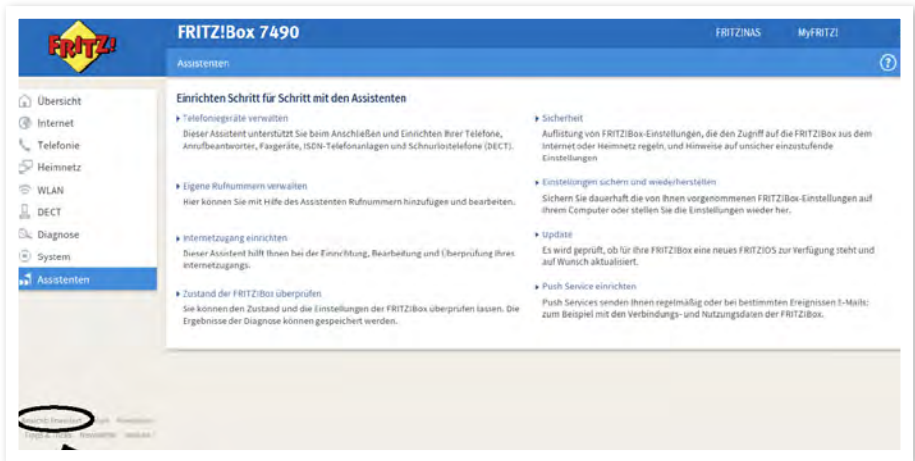 FRITZ!
FRITZ!Box 7490
FRITZ!NAS
MyFRITZ!
Assistenten
Übersicht
Internet
Telefonie
Heimnetz
WLAN
DECT
Diagnose
System
Assistenten
Einrichten Schritt für Schritt mit den Assistenten
Telefoniegeräte verwalten
Dieser Assistent unterstützt Sie beim Anschließen und Einrichten Ihrer Telefone,
Anrufbeantworter, Faxgeräte, ISDN-Telefonanlagen und Schnurlostelefone (DECT).
Eigene Rufnummern verwalten
Hier können Sie mit Hilfe des Assistenten Rufnummern hinzufügen und bearbeiten.
Internetzugang einrichten
Dieser Assistent hilft Ihnen bei der Einrichtung, Bearbeitung und Überprüfung Ihres
Internetzugangs.
Zustand der FRITZ!Box überprüfen
Sie können den Zustand und die Einstellungen der FRITZ!Box überprüfen lassen. Die
Ergebnisse der Diagnose können gespeichert werden.
Sicherheit
Auflistung von FRITZ!Box-Einstellungen, die den Zugriff auf die FRITZ!Box aus dem
Internet oder Heimnetz regeln, und Hinweise auf unsicher einzustufende
Einstellungen
Einstellungen sichern und wiederherstellen
Sichern Sie dauerhaft die von Ihnen vorgenommenen FRITZ!Box-Einstellungen auf
Ihrem Computer oder stellen Sie die Einstellungen wieder her.
Update
Es wird geprüft, ob für Ihre FRITZ!Box eine neues FRITZ!OS zur Verfügung steht und
auf Wunsch aktualisiert.
Push Service einrichten
Push Services senden Ihnen regelmäßig oder bei bestimmten Ereignissen E-Mails:
zum Beispiel mit den Verbindungs- und Nutzungsdaten der FRITZ!Box.
Tipps & Tricks Newsletter